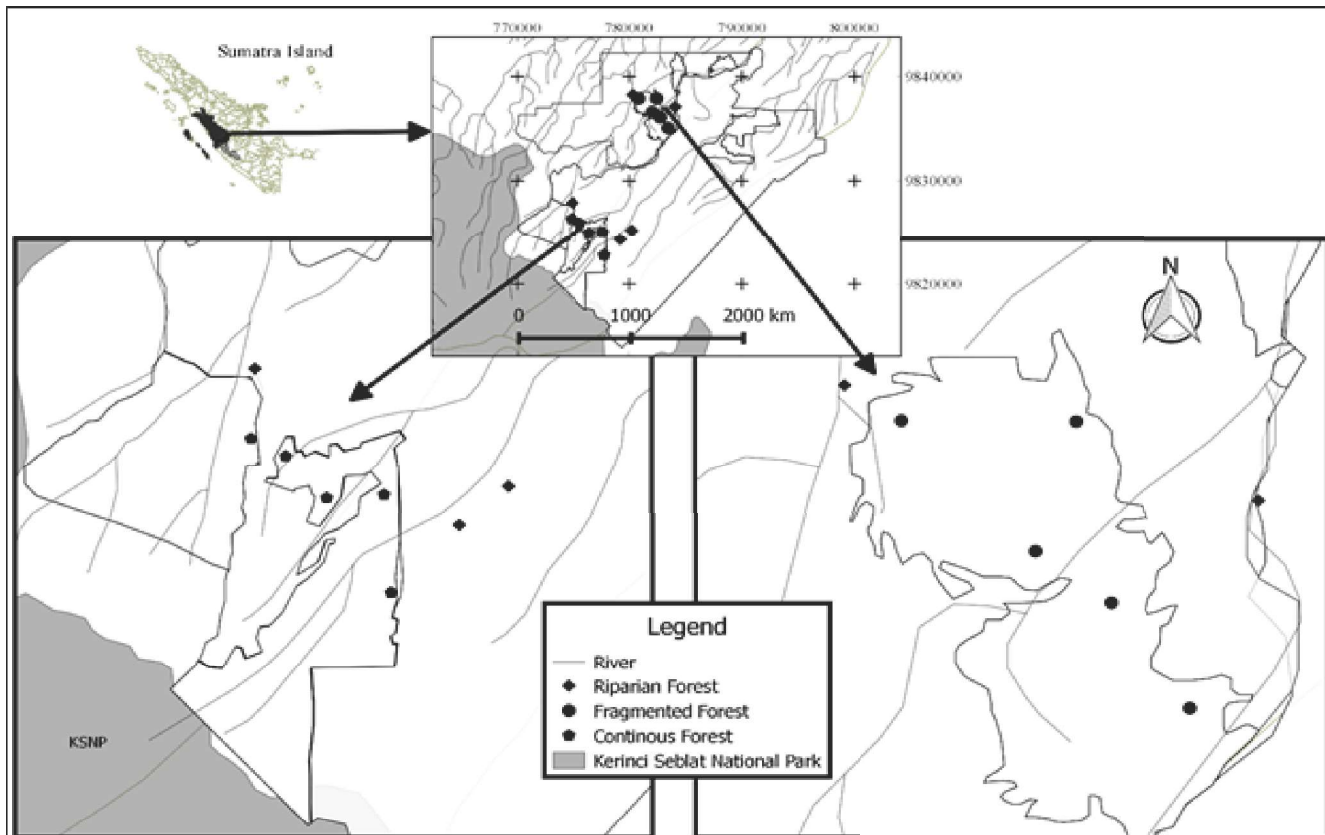 770000 780000 790000 8000000
Sumatra Island
9840000
9830000
9820000
0 1000 2000 km
N
Legend
River
Riparian Forest
Fragmented Forest
Continous Forest
Kerinci Seblat National Park
KSNP